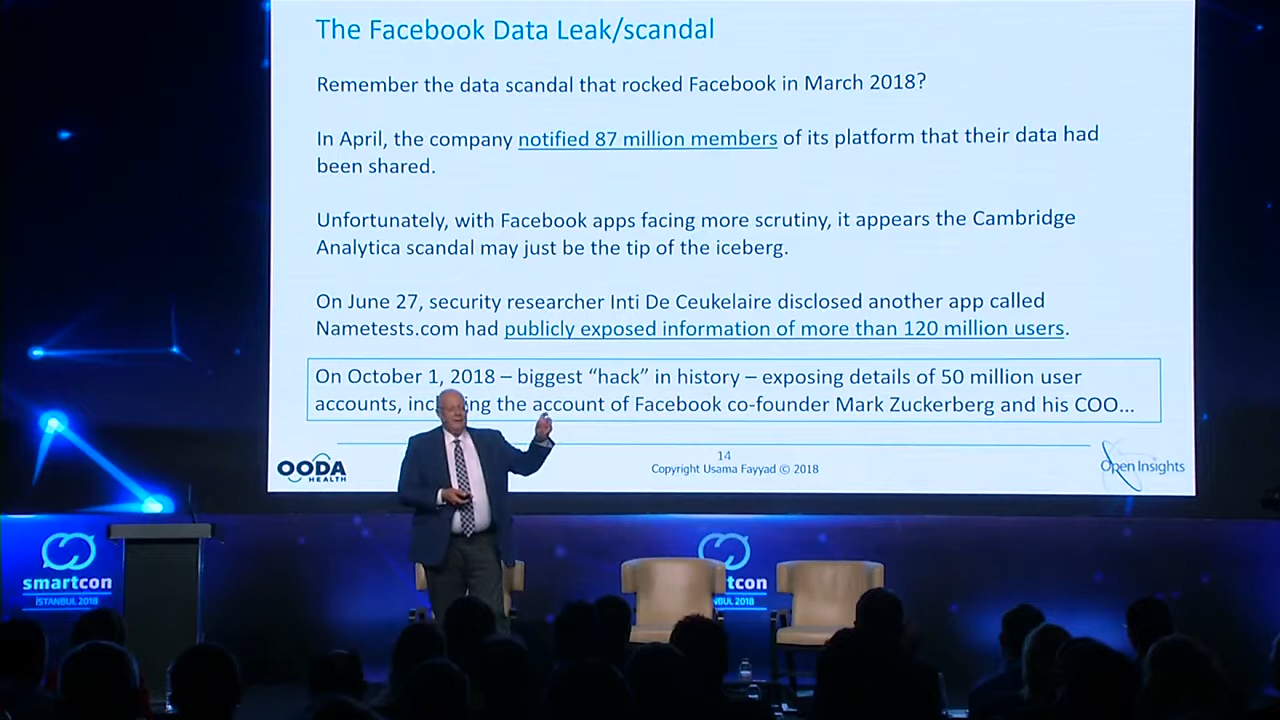 The Facebook Data Leak/scandal
Remember the data scandal that rocked Facebook in March 2018?
In April, the company notified 87 million members of its platform that their data had
been shared.
Unfortunately, with Facebook apps facing more scrutiny, it appears the Cambridge
Analytica scandal may just be the tip of the iceberg.
On June 27, security researcher Inti De Ceukelaire disclosed another app called
Nametests.com had publicly exposed information of more than 120 million users.
On October 1, 2018 – biggest “hack” in history – exposing details of 50 million user
accounts, the account of Facebook co-founder Mark Zuckerberg and his COO...
OODA
HEALTH
14
Copyright Usama Fayyad © 2018
Open Insights
smartcon
İSTANBUL 2018
tcon
NBUL 2018